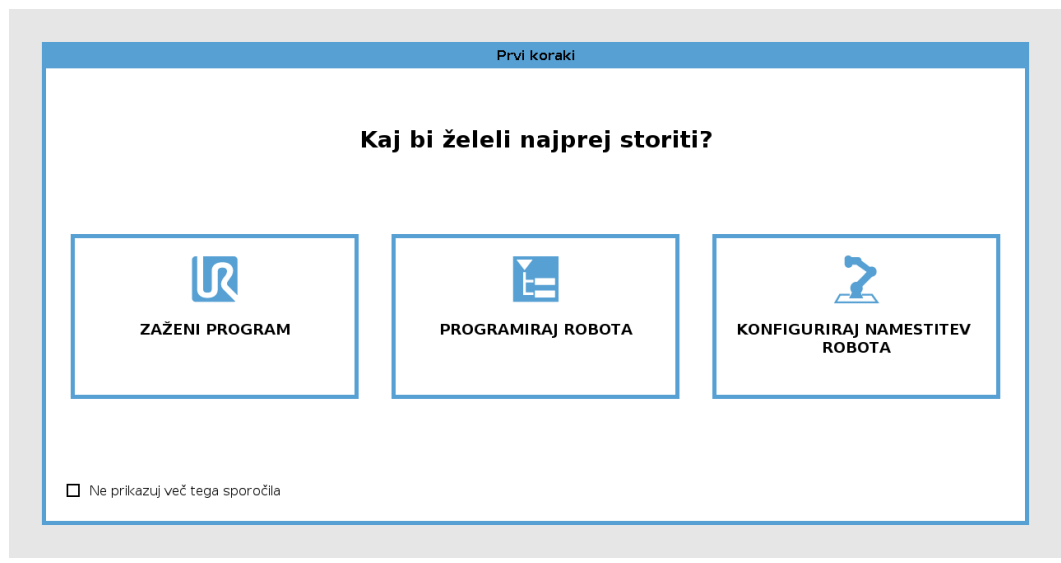 Prvi koraki
Kaj bi želeli najprej storiti?
ZAŽENI PROGRAM
PROGRAMIRAJ ROBOTA
KONFIGURIRAJ NAMESTITEV
ROBOTA
Ne prikazuj več tega sporočila